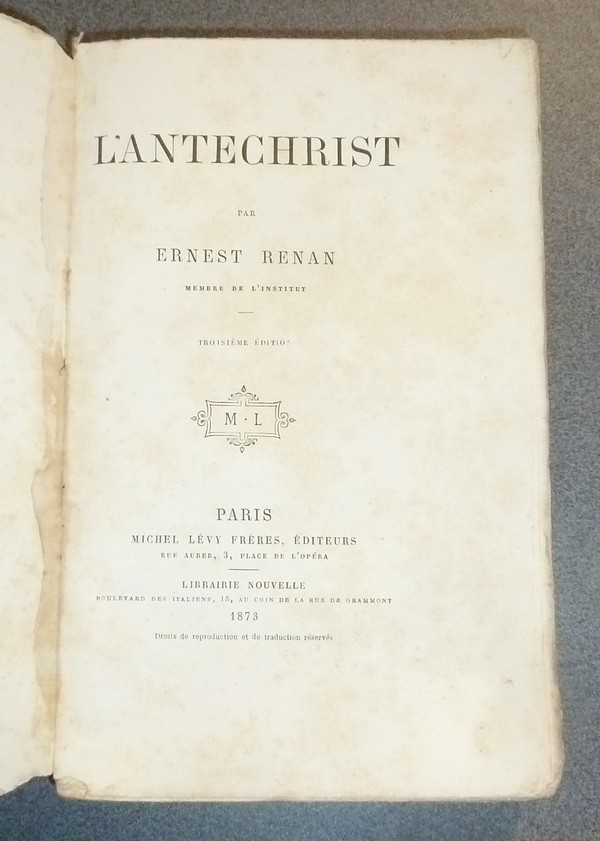 L'ANTECHRIST
PAR
ERNEST RENAN
MEMBRE DE L'INSTITUT
TROISIÈME ÉDITION
M · L
PARIS
MICHEL LÉVY FRÈRES, ÉDITEURS
RUE AUBER, 3, PLACE DE L'OPÉRA
LIBRAIRIE NOUVELLE
BOULEVARD DES ITALIENS, 15, AU COIN DE LA RUE DE GRAMMONT
1873
Droits de reproduction et de traduction réservés